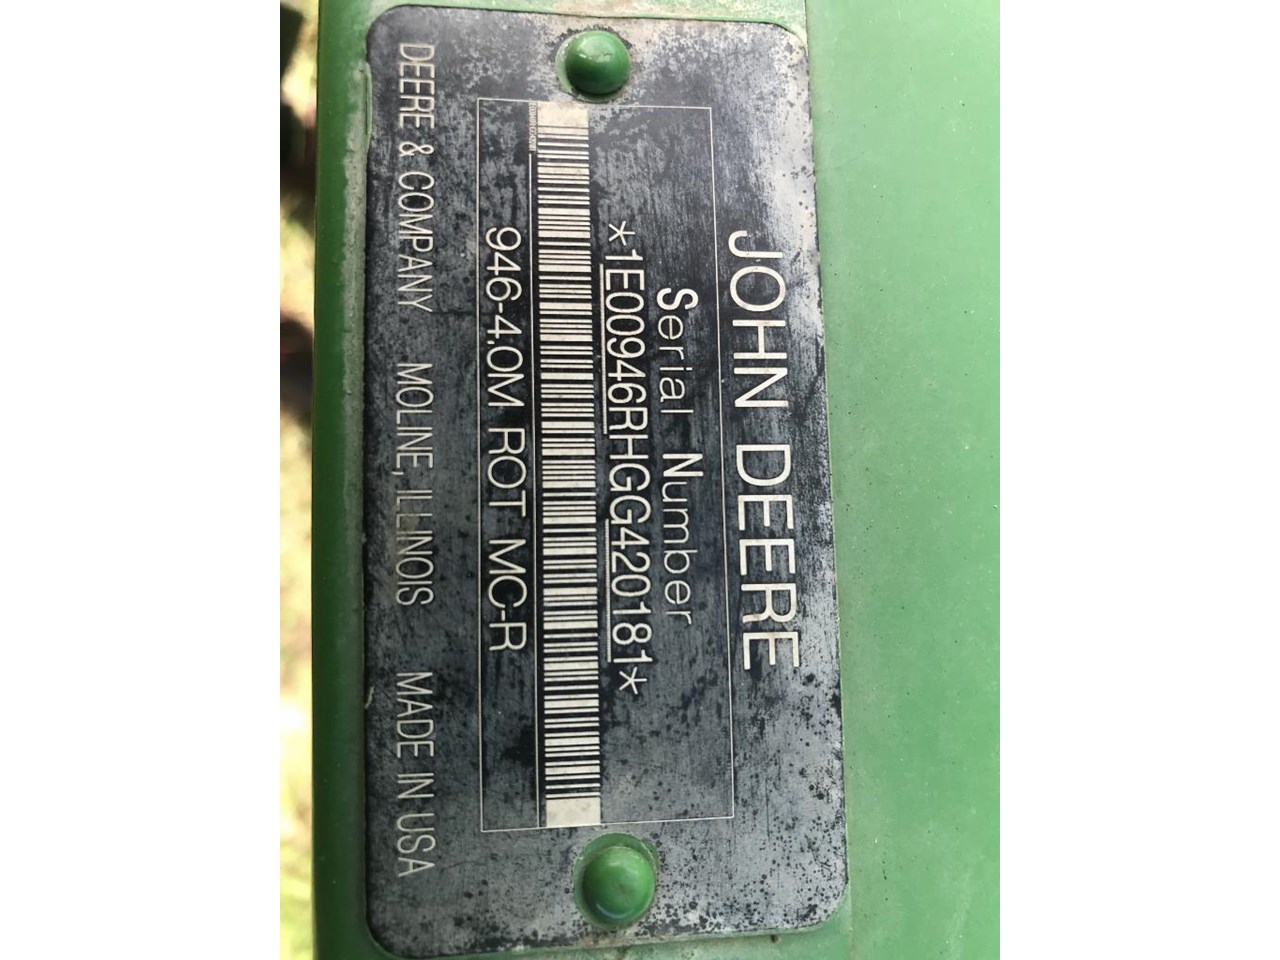 JOHN DEERE
Serial Number
*1E00946RHGG420181*
946-4.0M ROT MC-R
DEERE & COMPANY MOLINE, ILLINOIS MADE IN USA